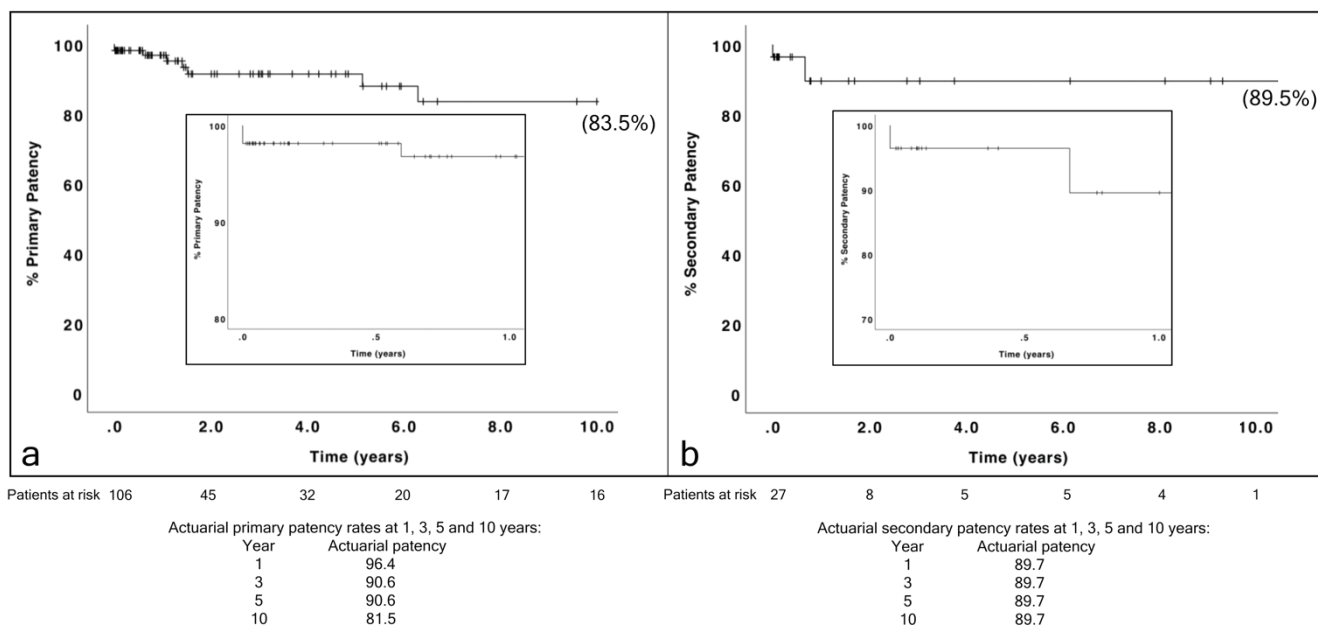 100
80
60
40
20
0
% Primary Patency
(83.5%)
100
90
80
% Primary Patency
.0 .5 1.0
Time (years)
.0 2.0 4.0 6.0 8.0 10.0
Time (years)
a
100
80
60
40
20
0
% Secondary Patency
(89.5%)
100
90
80
70
% Secondary Patency
.0 .5 1.0
Time (years)
.0 2.0 4.0 6.0 8.0 10.0
Time (years)
b
Patients at risk 106 45 32 20 17 16
Actuarial primary patency rates at 1, 3, 5 and 10 years:
Year Actuarial patency
1 96.4
3 90.6
5 90.6
10 81.5
Patients at risk 27 8 5 5 4 1
Actuarial secondary patency rates at 1, 3, 5 and 10 years:
Year Actuarial patency
1 89.7
3 89.7
5 89.7
10 89.7